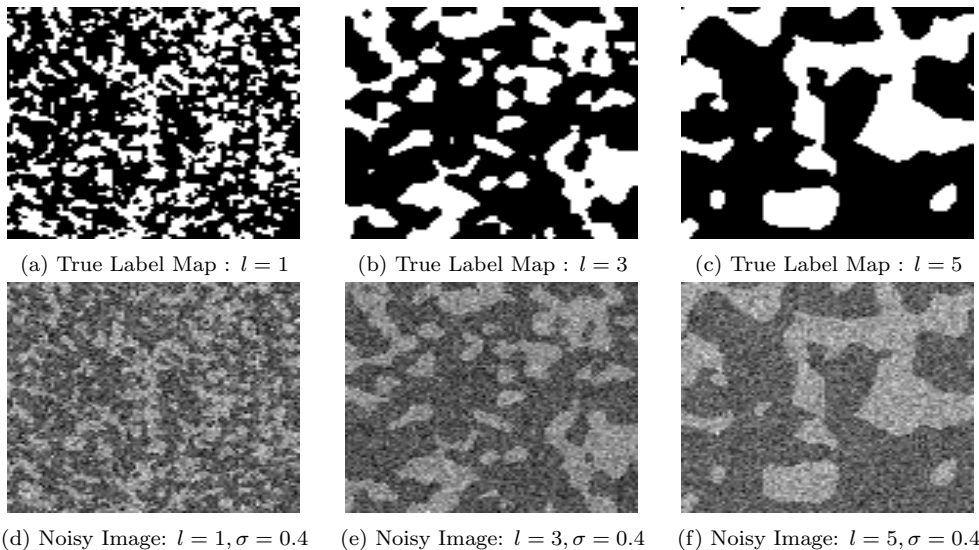 (a) True Label Map : l = 1
(b) True Label Map : l = 3
(c) True Label Map : l = 5
(d) Noisy Image: l = 1, σ = 0.4
(e) Noisy Image: l = 3, σ = 0.4
(f) Noisy Image: l = 5, σ = 0.4